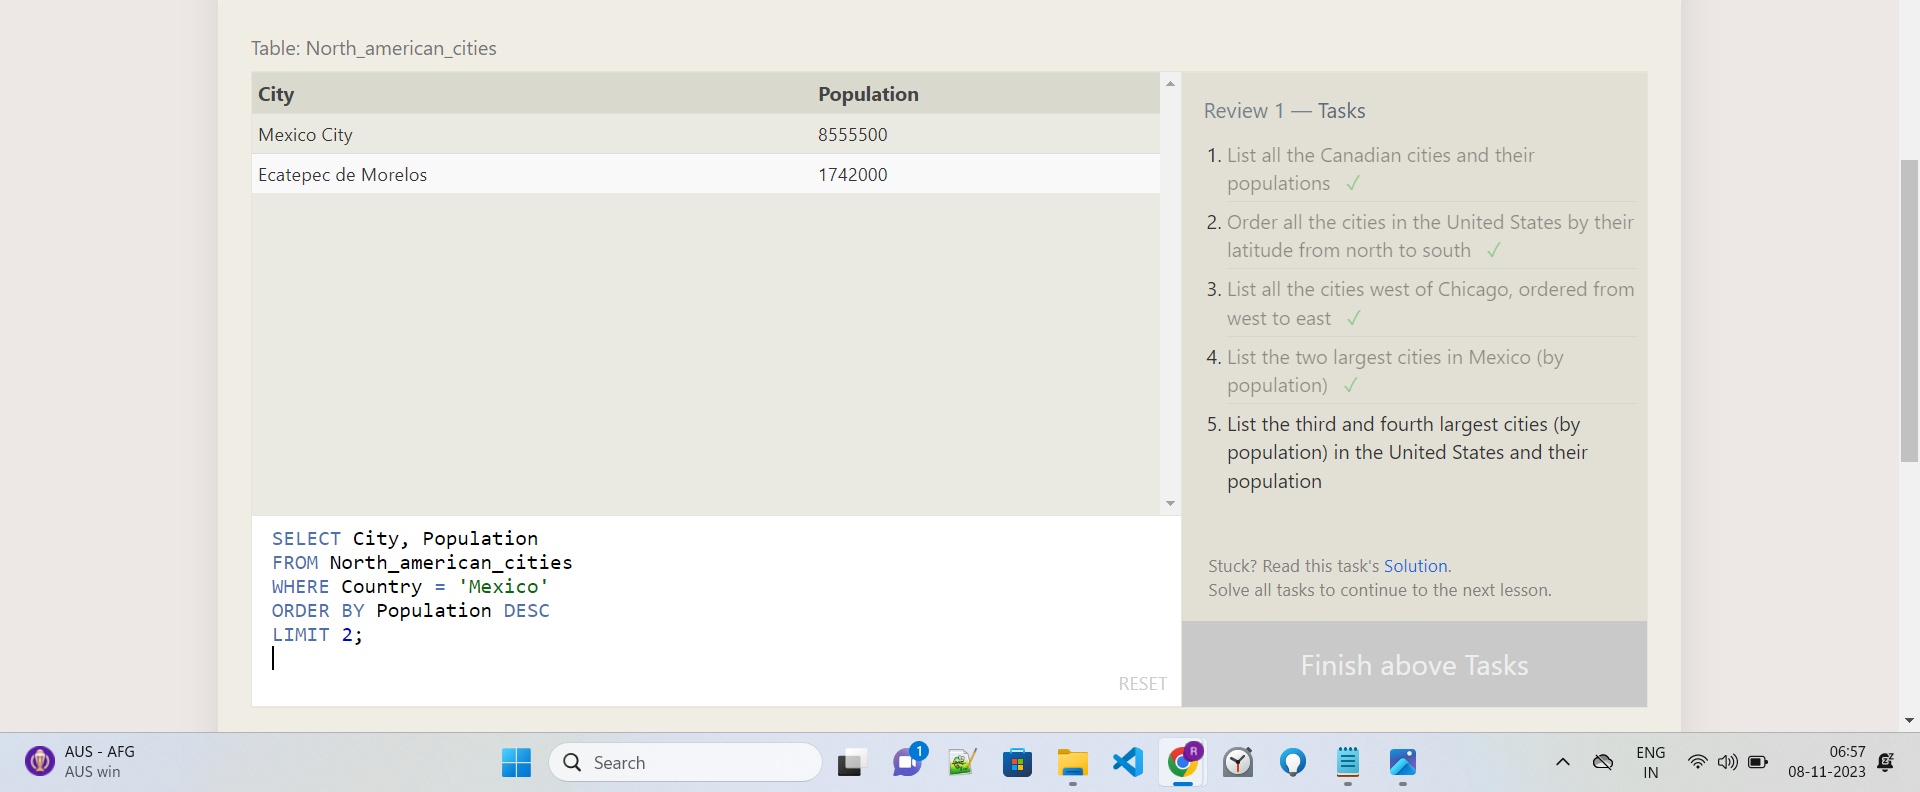 Table: North_american_cities
City Population
Mexico City 8555500
Ecatepec de Morelos 1742000
Review 1 — Tasks
1. List all the Canadian cities and their
populations ✓
2. Order all the cities in the United States by their
latitude from north to south ✓
3. List all the cities west of Chicago, ordered from
west to east ✓
4. List the two largest cities in Mexico (by
population) ✓
5. List the third and fourth largest cities (by
population) in the United States and their
population
Stuck? Read this task's Solution.
Solve all tasks to continue to the next lesson.
Finish above Tasks
SELECT City, Population
FROM North_american_cities
WHERE Country = 'Mexico'
ORDER BY Population DESC
LIMIT 2;
RESET
AUS - AFG
AUS win
Search
1
R
ENG
IN
06:57
08-11-2023